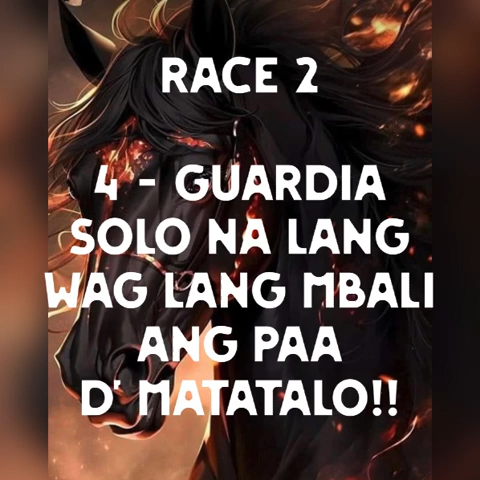 RACE 2
4 - GUARDIA
SOLO NA LANG
WAG LANG MBALI
ANG PAA
D' MATATALO!!